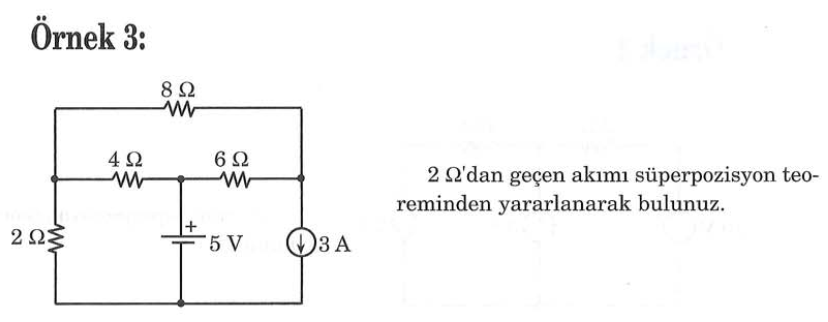 Örnek 3:
8 Ω
4 Ω
6 Ω
2 Ω
+
5 V
3 A
2 Ω'dan geçen akımı süperpozisyon teo-
reminden yararlanarak bulunuz.